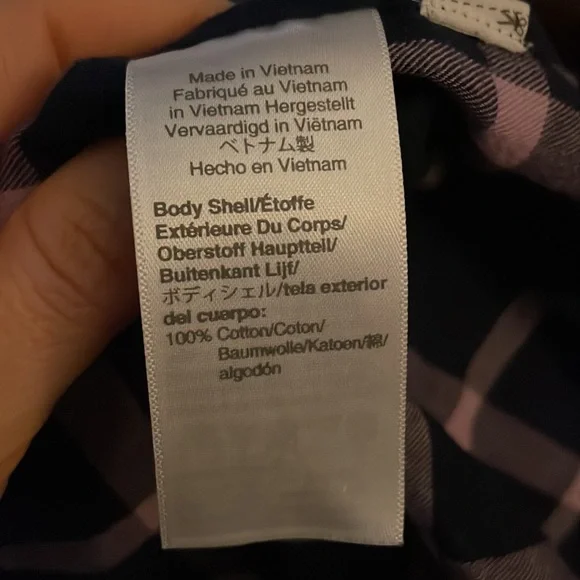 Made in Vietnam
Fabriqué au Vietnam
in Vietnam Hergestellt
Vervaardigd in Viëtnam
ベトナム製
Hecho en Vietnam
Body Shell/Étoffe
Extérieure Du Corps/
Oberstoff Haupttell/
Buitenkant Lijf/
ボディシェル/tela exterior
del cuerpo:
100% Cotton/Coton/
Baumwolle/Katoen/綿/
algodón